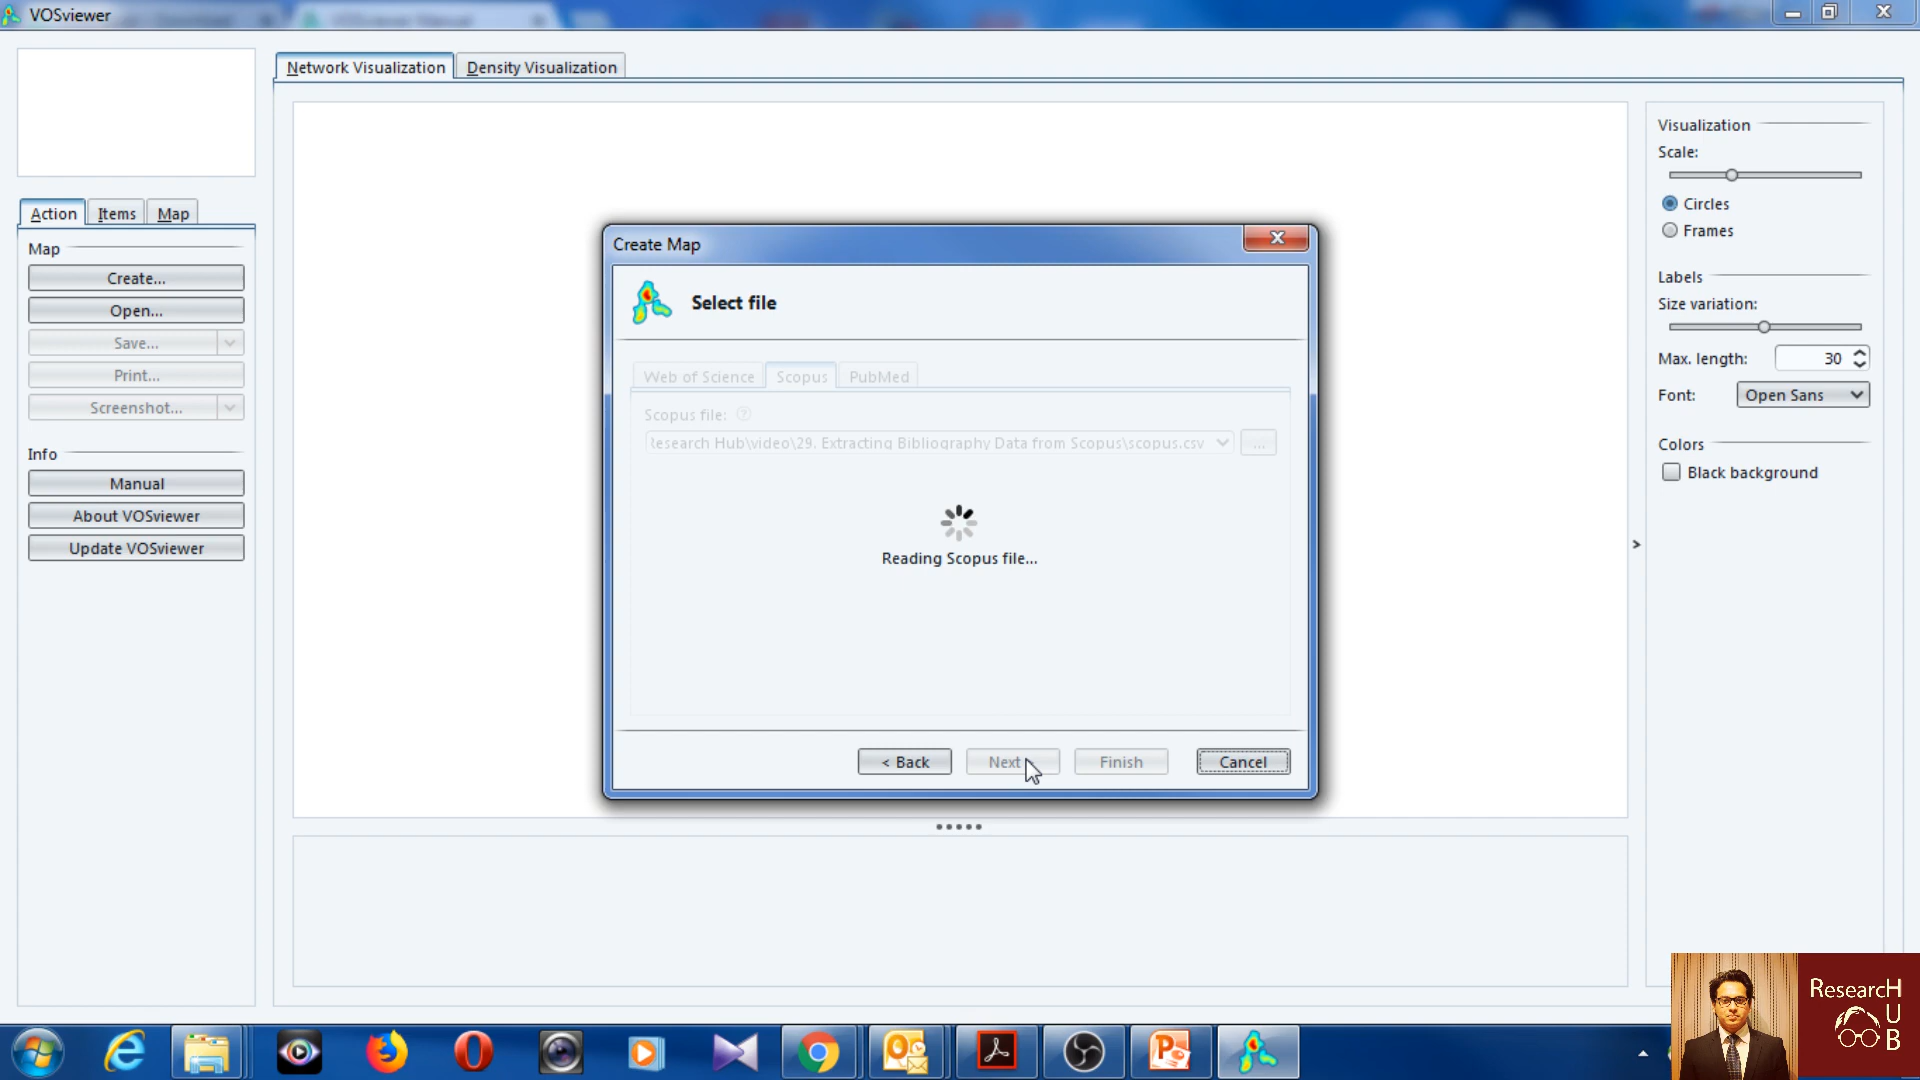 VOSviewer
VOSviewer Manual
Network Visualization
Density Visualization
Action
Items
Map
Map
Create...
Open...
Save...
Print...
Screenshot...
Info
Manual
About VOSviewer
Update VOSviewer
Create Map
Select file
Web of Science
Scopus
PubMed
Scopus file:
Research Hub\video\29. Extracting Bibliography Data from Scopus\scopus.csv
...
Reading Scopus file...
< Back
Next
Finish
Cancel
Visualization
Scale:
Circles
Frames
Labels
Size variation:
Max. length:
30
Font:
Open Sans
Colors
Black background
ResearcH
U
B